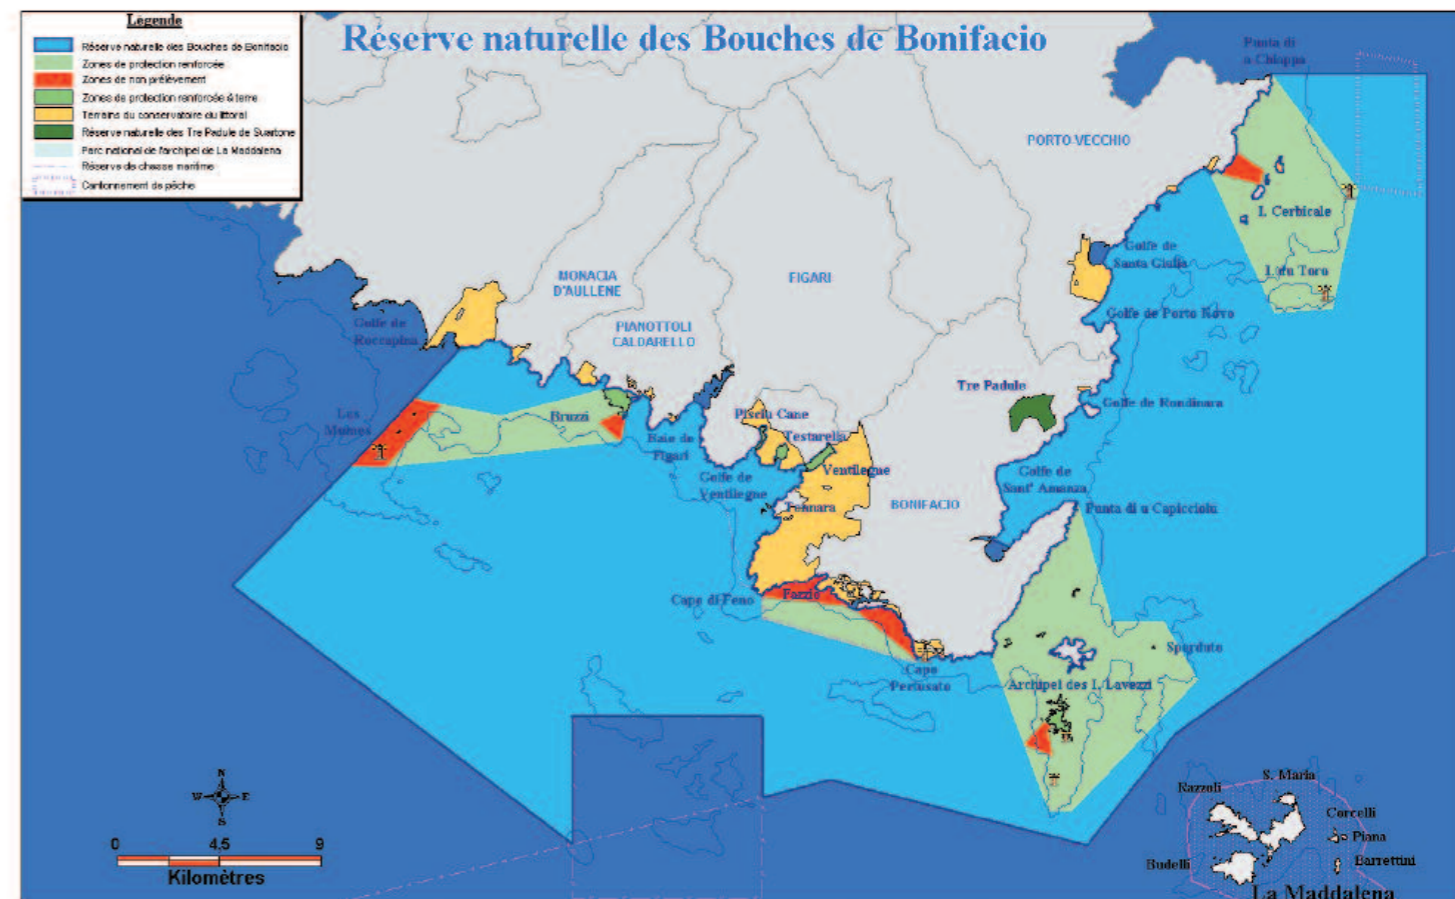 Légende
Réserve naturelle des Bouches de Bonifacio
Zones de protection renforcée
Zones de non prélèvement
Zones de protection renforcée à terre
Terrains du conservatoire du littoral
Réserve naturelle des Tre Padule de Suartone
Parc national de l'archipel de La Maddalena
Réserve de chasse maritime
Cantonnement de pêche
Réserve naturelle des Bouches de Bonifacio
Punta di
a Chiappa
PORTO-VECCHIO
I. Cerbicale
Golfe de
Santa Giulia
I. du Toro
Golfe de Porto Novo
MONACIA
D'AULLENE
FIGARI
Golfe de
Roccapina
PIANOTTOLI
CALDARELLO
Tre Padule
Golfe de Rondinara
Les
Moines
Bruzzi
Pisciu Cane
Baie de
Figari
Testarella
Ventilegne
Golfe de
Ventilegne
Golfe de
Sant' Amanza
Tonnara
BONIFACIO
Punta di u Capicciolu
Capo di Feno
Fazzio
Sperduto
Capo
Pertusato
Archipel des I. Lavezzi
N
W E
S
0 4,5 9
Kilomètres
S. Maria
Razzoli
Corcelli
Piana
Budelli
Barrettini
La Maddalena